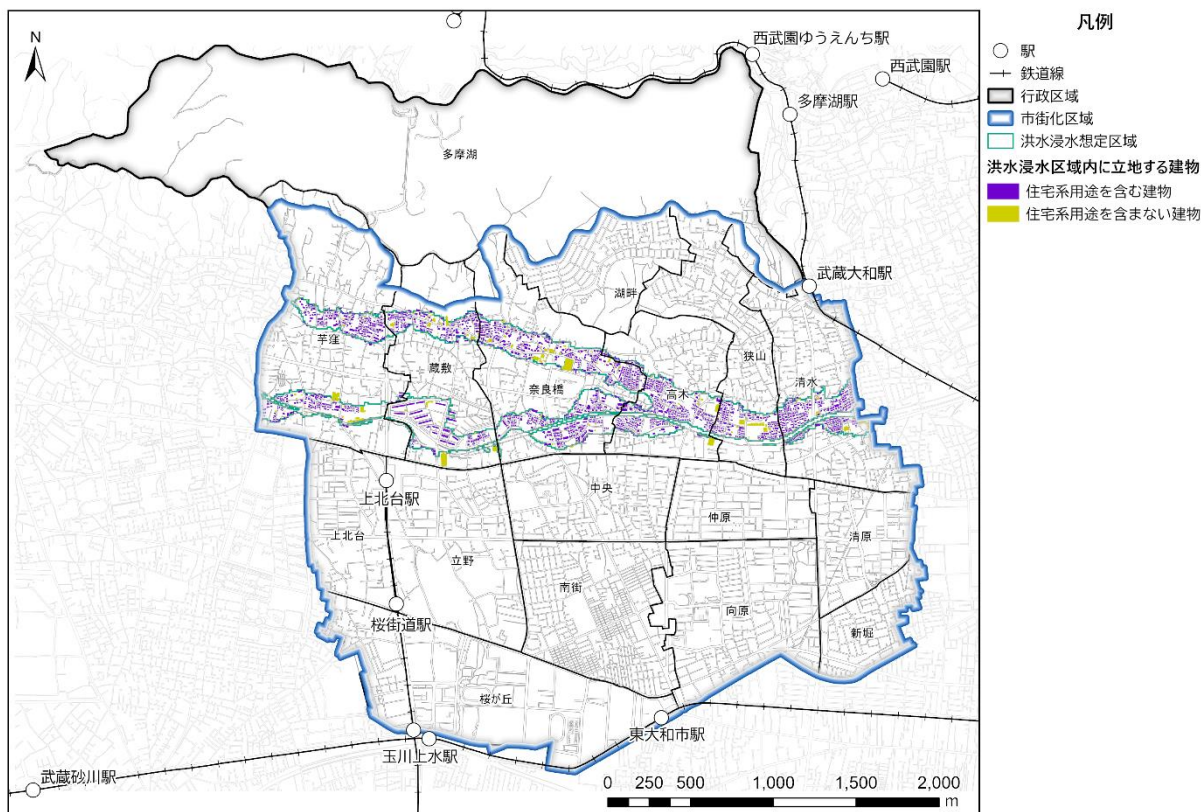 N
西武園ゆうえんち駅
西武園駅
多摩湖駅
多摩湖
武蔵大和駅
湖畔
芋窪
蔵敷
奈良橋
高木
狭山
清水
上北台駅
中央
仲原
清原
上北台
立野
南街
向原
新堀
桜街道駅
桜が丘
東大和市駅
玉川上水駅
武蔵砂川駅
0 250 500 1,000 1,500 2,000
m
凡例
駅
鉄道線
行政区域
市街化区域
洪水浸水想定区域
洪水浸水区域内に立地する建物
住宅系用途を含む建物
住宅系用途を含まない建物